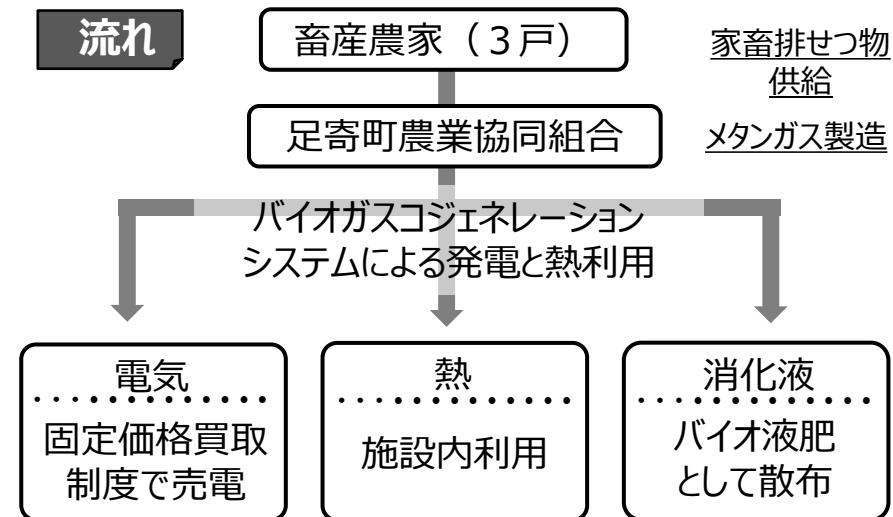 流れ
畜産農家（３戸）
家畜排せつ物
供給
足寄町農業協同組合
メタンガス製造
バイオガスコジェネレーション
システムによる発電と熱利用
電気
固定価格買取
制度で売電
熱
施設内利用
消化液
バイオ液肥
として散布